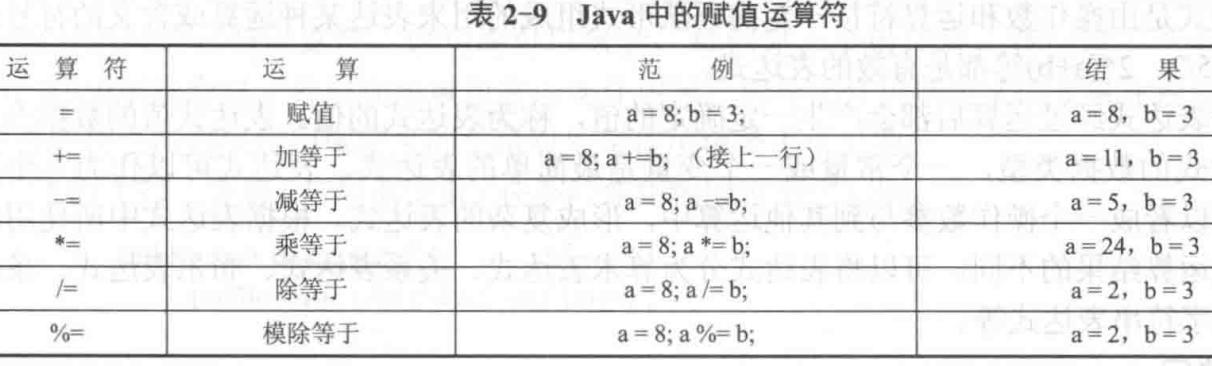 表 2-9 Java 中的赋值运算符
运 算 符 运 算 范 例 结 果
= 赋值 a = 8; b = 3; a = 8，b = 3
+= 加等于 a = 8; a +=b; （接上一行） a = 11，b = 3
-= 减等于 a = 8; a -=b; a = 5，b = 3
*= 乘等于 a = 8; a *= b; a = 24，b = 3
/= 除等于 a = 8; a /= b; a = 2，b = 3
%= 模除等于 a = 8; a %= b; a = 2，b = 3